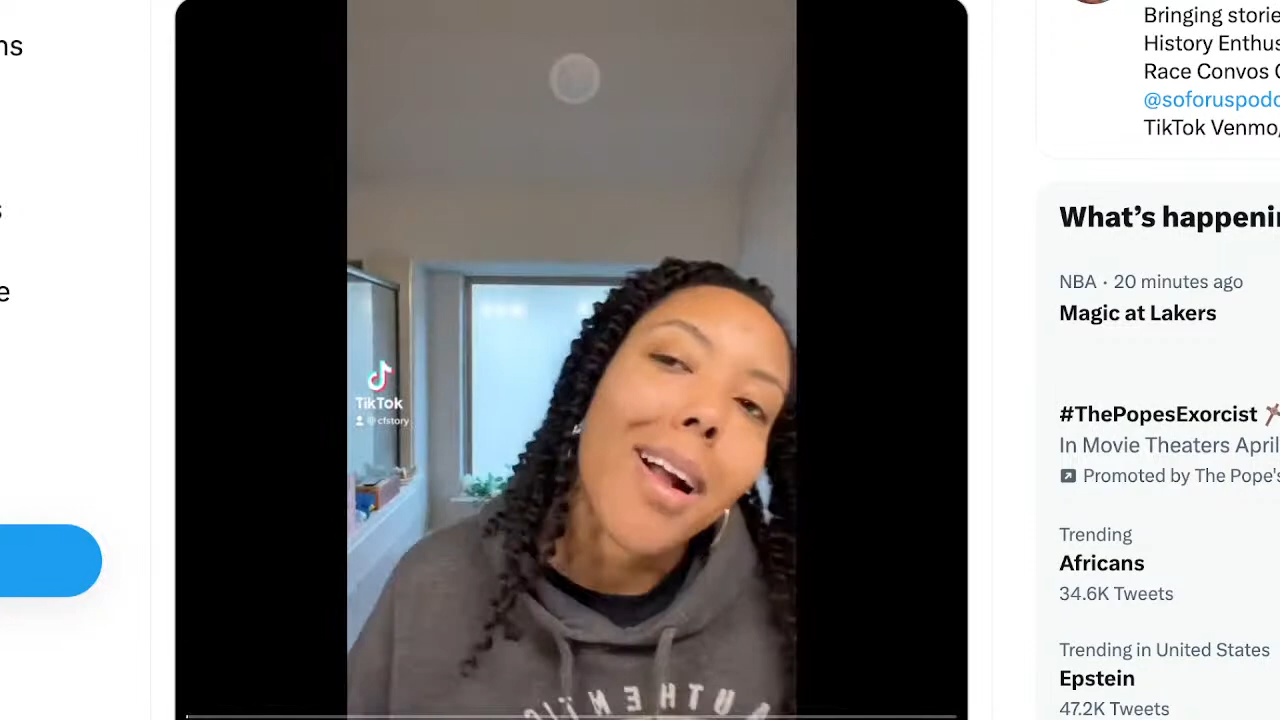 ns
s
e
TikTok
@cfstory
AUTHENTIC
Bringing storie
History Enthus
Race Convos
@soforuspodc
TikTok Venmo,
What's happenin
NBA · 20 minutes ago
Magic at Lakers
#ThePopesExorcist
In Movie Theaters April
Promoted by The Pope's
Trending
Africans
34.6K Tweets
Trending in United States
Epstein
47.2K Tweets